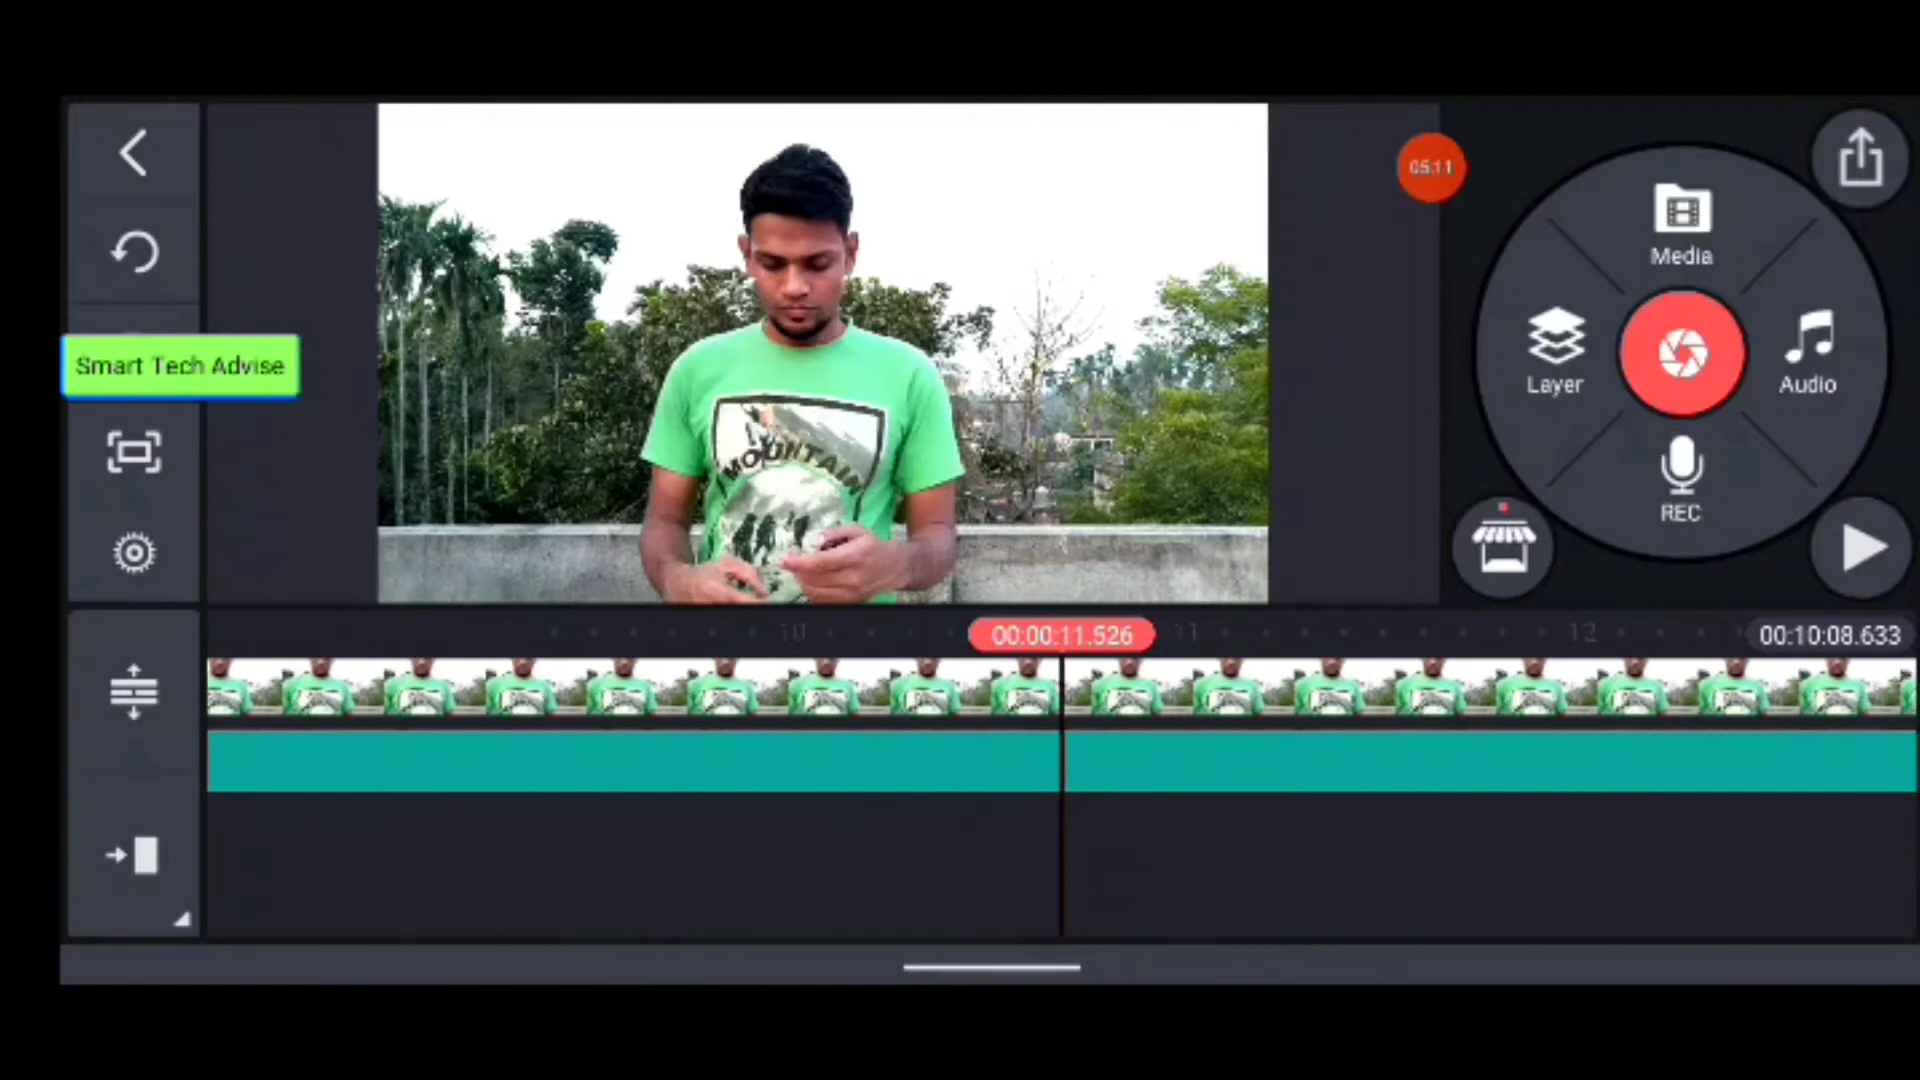 05:11
Media
Smart Tech Advise
Layer
Audio
MOUNTAIN
REC
10
00:00:11.526
11
12
00:10:08.633